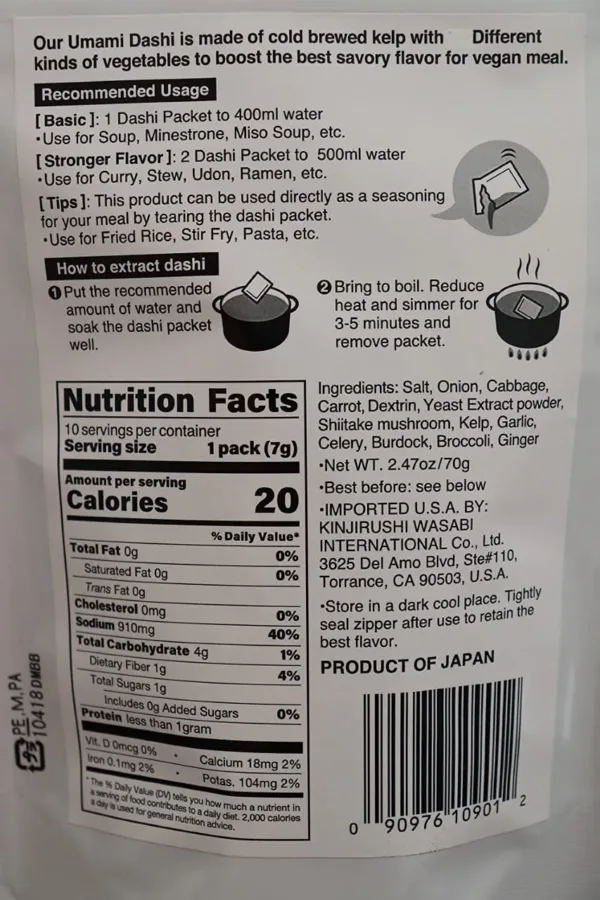 Our Umami Dashi is made of cold brewed kelp with Different
kinds of vegetables to boost the best savory flavor for vegan meal.
Recommended Usage
[Basic]: 1 Dashi Packet to 400ml water
・Use for Soup, Minestrone, Miso Soup, etc.
[Stronger Flavor]: 2 Dashi Packet to 500ml water
・Use for Curry, Stew, Udon, Ramen, etc.
[Tips]: This product can be used directly as a seasoning
for your meal by tearing the dashi packet.
・Use for Fried Rice, Stir Fry, Pasta, etc.
How to extract dashi
❶Put the recommended
amount of water and
soak the dashi packet
well.
❷Bring to boil. Reduce
heat and simmer for
3-5 minutes and
remove packet.
Nutrition Facts
10 servings per container
Serving size 1 pack (7g)
Amount per serving
Calories 20
% Daily Value*
Total Fat 0g 0%
Saturated Fat 0g 0%
Trans Fat 0g
Cholesterol 0mg 0%
Sodium 910mg 40%
Total Carbohydrate 4g 1%
Dietary Fiber 1g 4%
Total Sugars 1g
Includes 0g Added Sugars 0%
Protein less than 1gram
Vit. D 0mcg 0% • Calcium 18mg 2%
Iron 0.1mg 2% • Potas. 104mg 2%
*The % Daily Value (DV) tells you how much a nutrient in
a serving of food contributes to a daily diet. 2,000 calories
a day is used for general nutrition advice.
Ingredients: Salt, Onion, Cabbage,
Carrot, Dextrin, Yeast Extract powder,
Shiitake mushroom, Kelp, Garlic,
Celery, Burdock, Broccoli, Ginger
・Net WT. 2.47oz/70g
・Best before: see below
・IMPORTED U.S.A. BY:
KINJIRUSHI WASABI
INTERNATIONAL Co., Ltd.
3625 Del Amo Blvd, Ste#110,
Torrance, CA 90503, U.S.A.
・Store in a dark cool place. Tightly
seal zipper after use to retain the
best flavor.
PRODUCT OF JAPAN
0 90976 10901 2
プラ PE,M,PA
10418DMBB